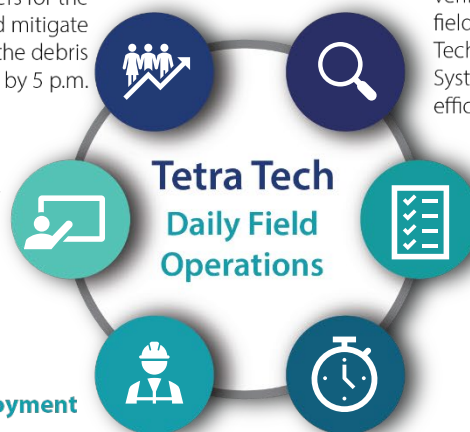 ers for the
d mitigate
the debris
by 5 p.m.
field
Tech
Syst
effic
Tetra Tech
Daily Field
Operations
oyment